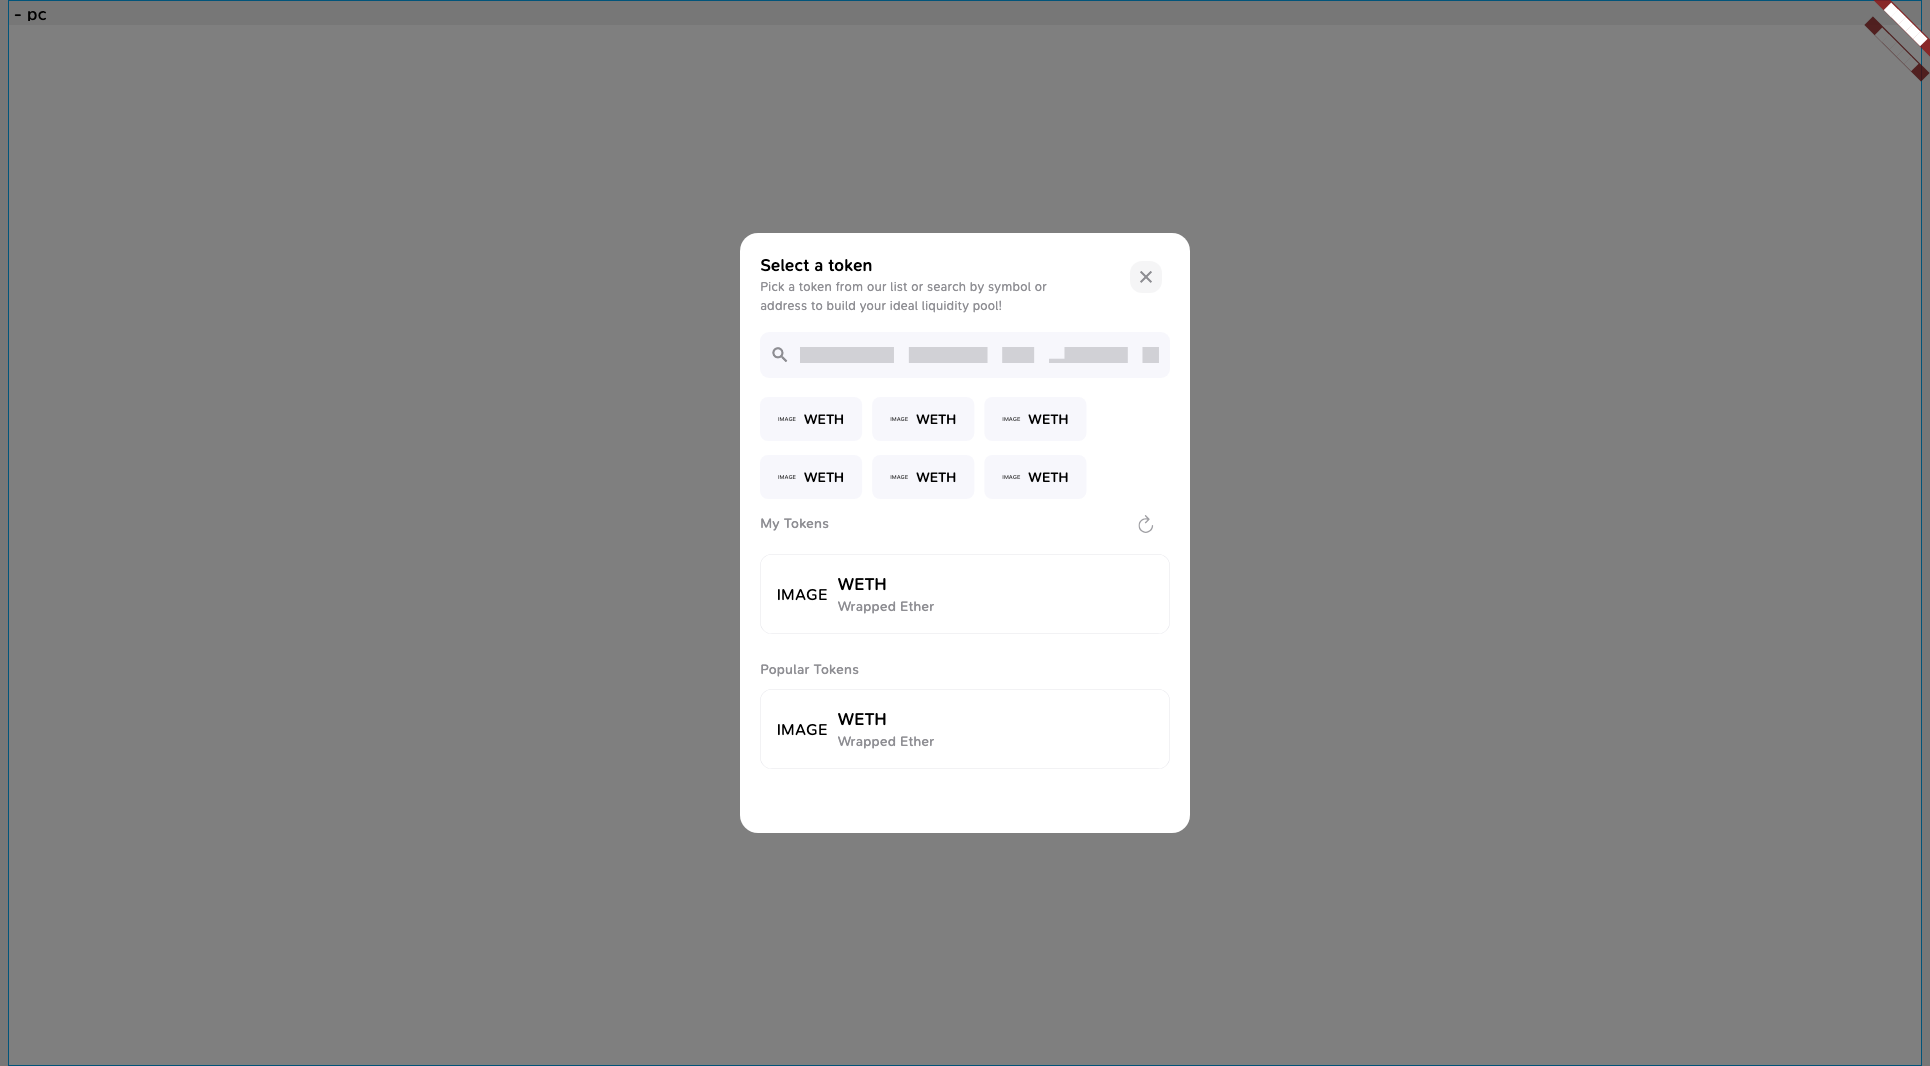 - pc
Select a token
Pick a token from our list or search by symbol or
address to build your ideal liquidity pool!
IMAGE WETH IMAGE WETH IMAGE WETH
IMAGE WETH IMAGE WETH IMAGE WETH
My Tokens
IMAGE
WETH
Wrapped Ether
Popular Tokens
IMAGE
WETH
Wrapped Ether